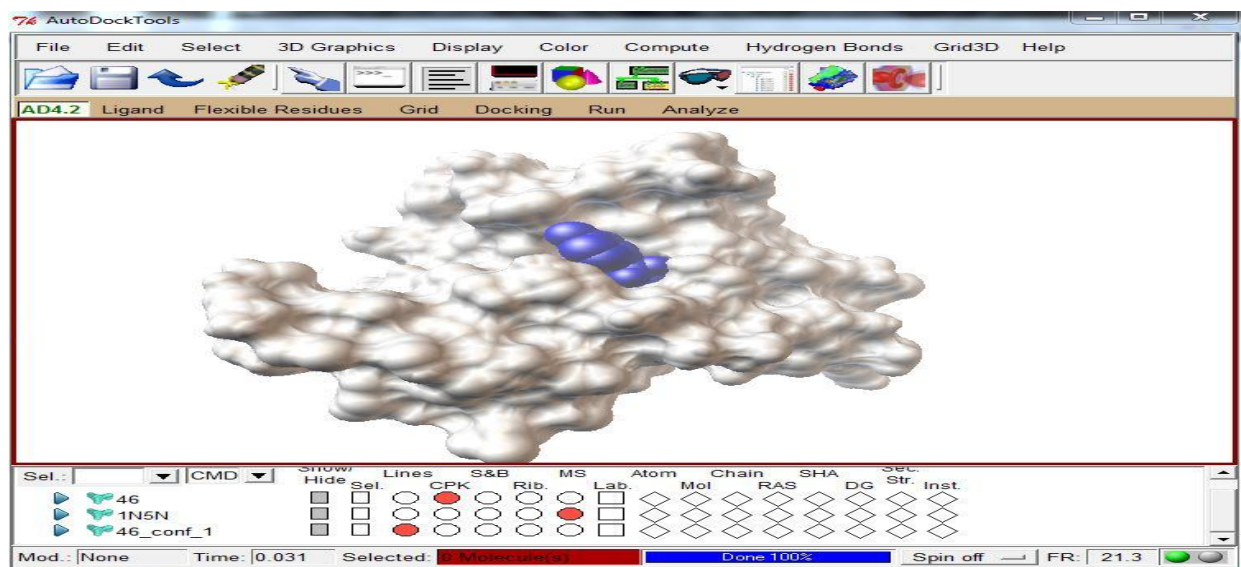 7% AutoDockTools
File Edit Select 3D Graphics Display Color Compute Hydrogen Bonds Grid3D Help
AD4.2 Ligand Flexible Residues Grid Docking Run Analyze
Sel.: CMD Show/ Hide Sel. Lines CPK S&B Rib. MS Lab. Atom Mol Chain RAS SHA DG Sec. Str. Inst.
46
1N5N
46_conf_1
Mod.: None Time: 0.031 Selected: 0 Molecule(s) Done 100% Spin off FR: 21.3